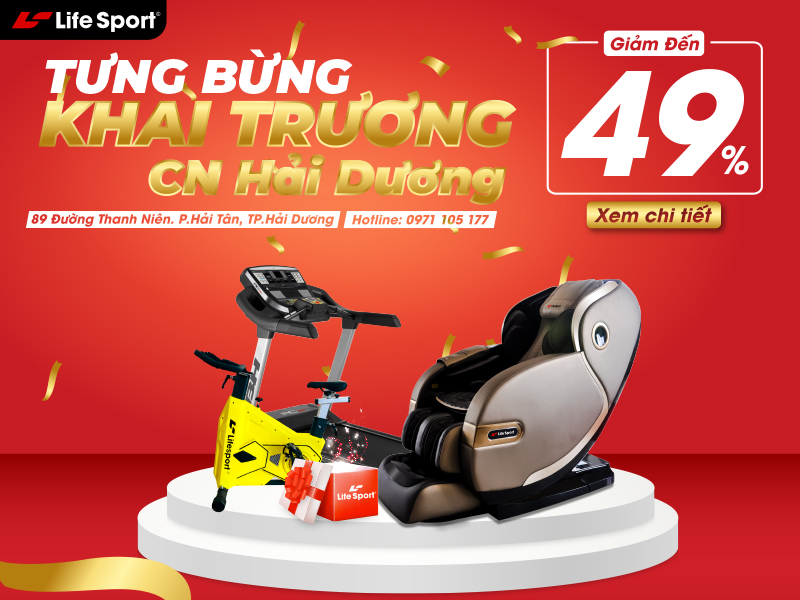 Life Sport
TƯNG BỪNG
KHAI TRƯƠNG
CN Hải Dương
89 Đường Thanh Niên. P.Hải Tân, TP.Hải Dương
Hotline: 0971 105 177
Giảm Đến
49%
Xem chi tiết
Lifesport
Life Sport
Life Sport